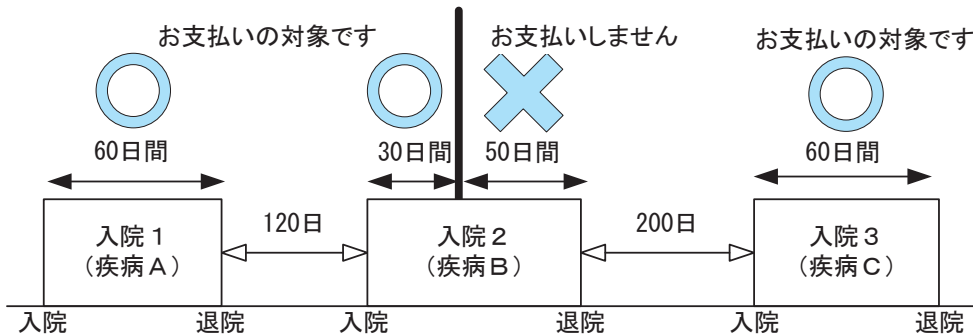 お支払いの対象です
お支払いしません
お支払いの対象です
60日間
30日間
50日間
60日間
入院1
(疾病A)
120日
入院2
(疾病B)
200日
入院3
(疾病C)
入院
退院
入院
退院
入院
退院